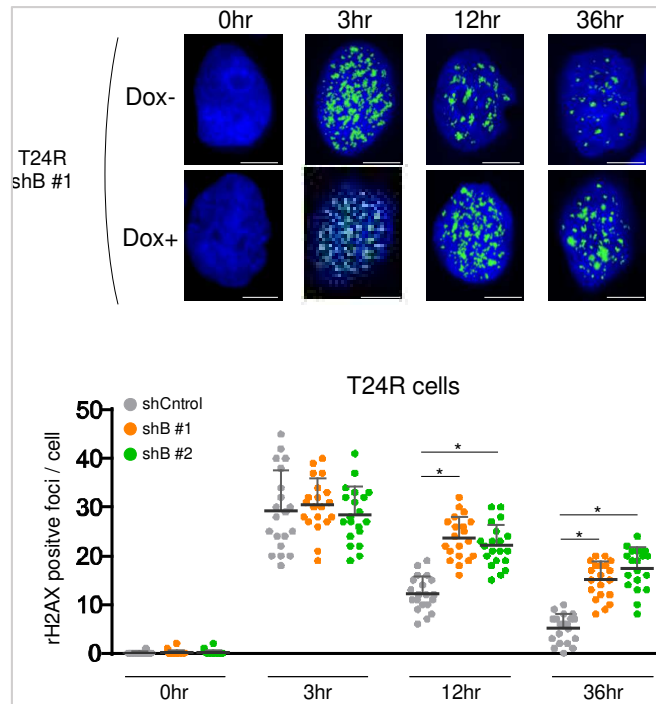 0hr 3hr 12hr 36hr
Dox-
T24R
shB #1
Dox+
T24R cells
rH2AX positve foci / cell
50
40
30
20
10
0
shCntrol
shB #1
shB #2
* *
* *
0hr 3hr 12hr 36hr